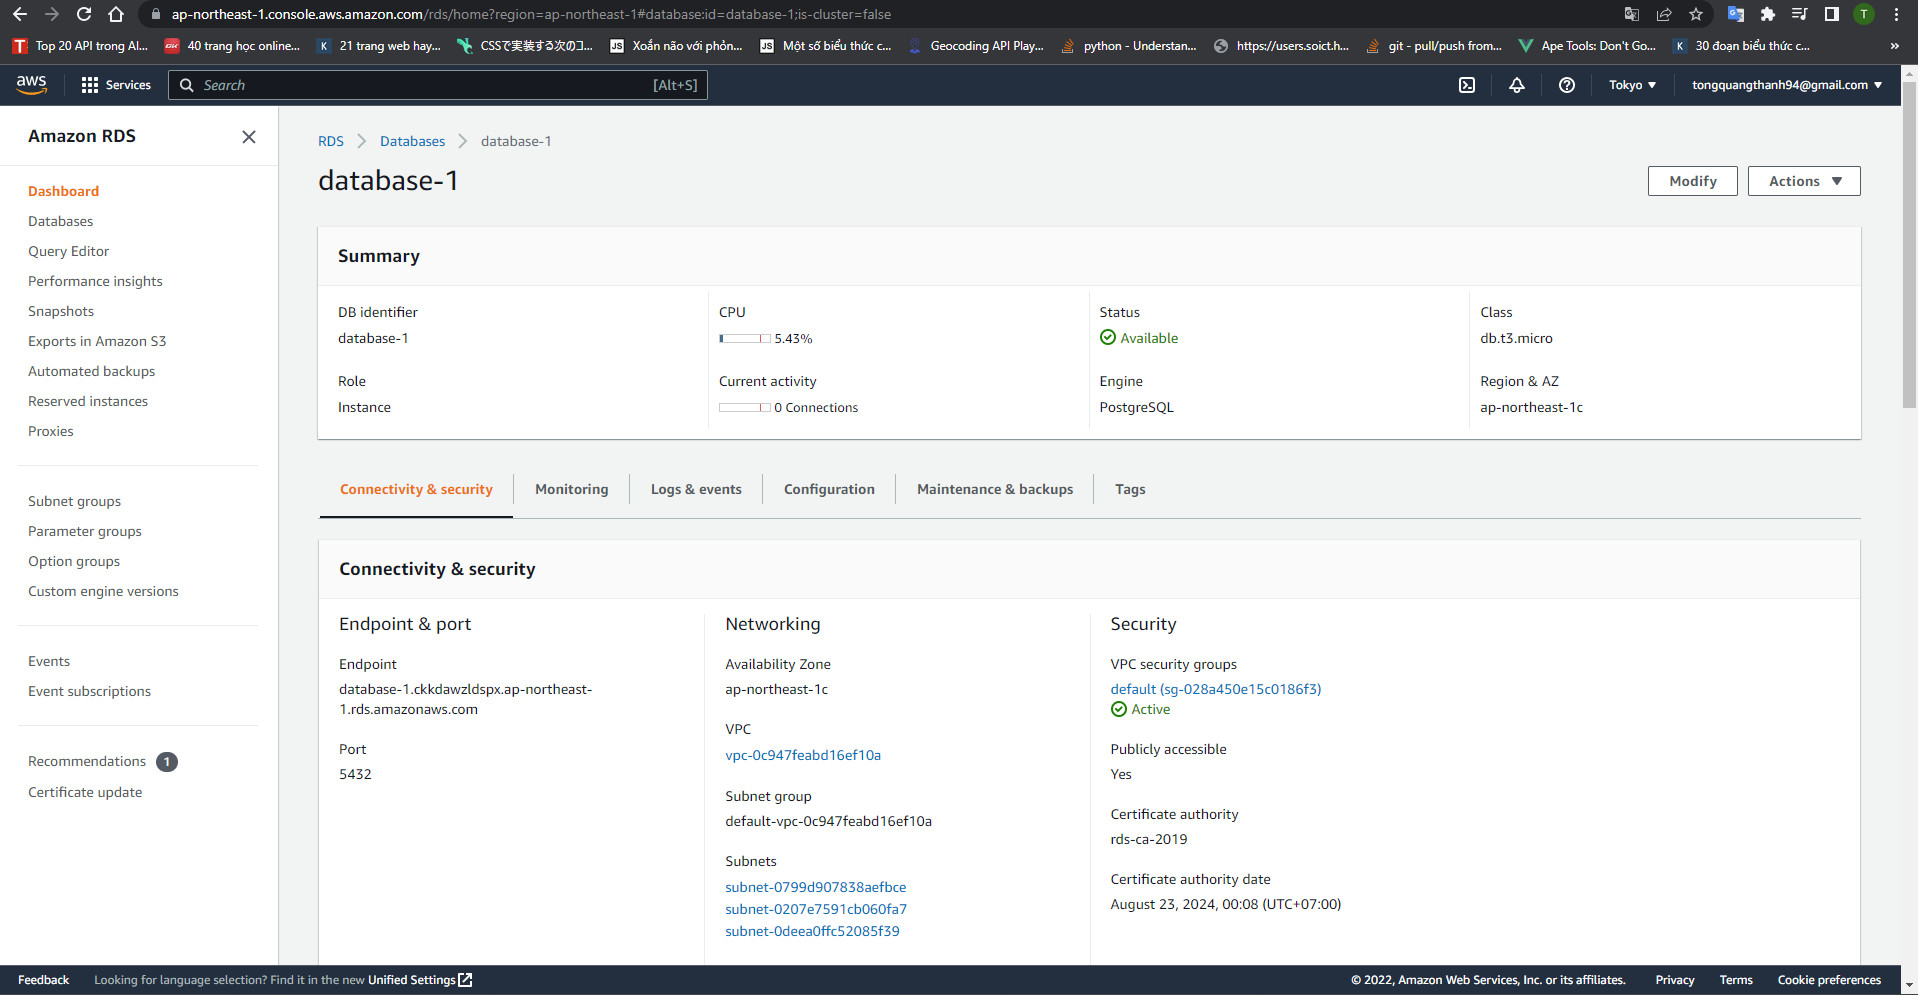 ap-northeast-1.console.aws.amazon.com/rds/home?region=ap-northeast-1#database:id=database-1;is-cluster=false
T
Top 20 API trong AI...
40 trang học online...
21 trang web hay...
CSSで実装する次のコ...
Xoắn não với phỏn...
Một số biểu thức c...
Geocoding API Play...
python - Understan...
https://users.soict.h...
git - pull/push from...
Ape Tools: Don't Go...
30 đoạn biểu thức c...
»
aws
Services
Search
[Alt+S]
Tokyo ▼
tongquangthanh94@gmail.com ▼
Amazon RDS
Dashboard
Databases
Query Editor
Performance insights
Snapshots
Exports in Amazon S3
Automated backups
Reserved instances
Proxies
Subnet groups
Parameter groups
Option groups
Custom engine versions
Events
Event subscriptions
Recommendations 1
Certificate update
RDS > Databases > database-1
database-1
Modify
Actions ▼
Summary
DB identifier
database-1
CPU
5.43%
Status
Available
Class
db.t3.micro
Role
Instance
Current activity
0 Connections
Engine
PostgreSQL
Region & AZ
ap-northeast-1c
Connectivity & security
Monitoring
Logs & events
Configuration
Maintenance & backups
Tags
Connectivity & security
Endpoint & port
Endpoint
database-1.ckkdawzldspx.ap-northeast-
1.rds.amazonaws.com
Port
5432
Networking
Availability Zone
ap-northeast-1c
VPC
vpc-0c947feabd16ef10a
Subnet group
default-vpc-0c947feabd16ef10a
Subnets
subnet-0799d907838aefbce
subnet-0207e7591cb060fa7
subnet-0deea0ffc52085f39
Security
VPC security groups
default (sg-028a450e15c0186f3)
Active
Publicly accessible
Yes
Certificate authority
rds-ca-2019
Certificate authority date
August 23, 2024, 00:08 (UTC+07:00)
Feedback
Looking for language selection? Find it in the new Unified Settings
© 2022, Amazon Web Services, Inc. or its affiliates.
Privacy
Terms
Cookie preferences